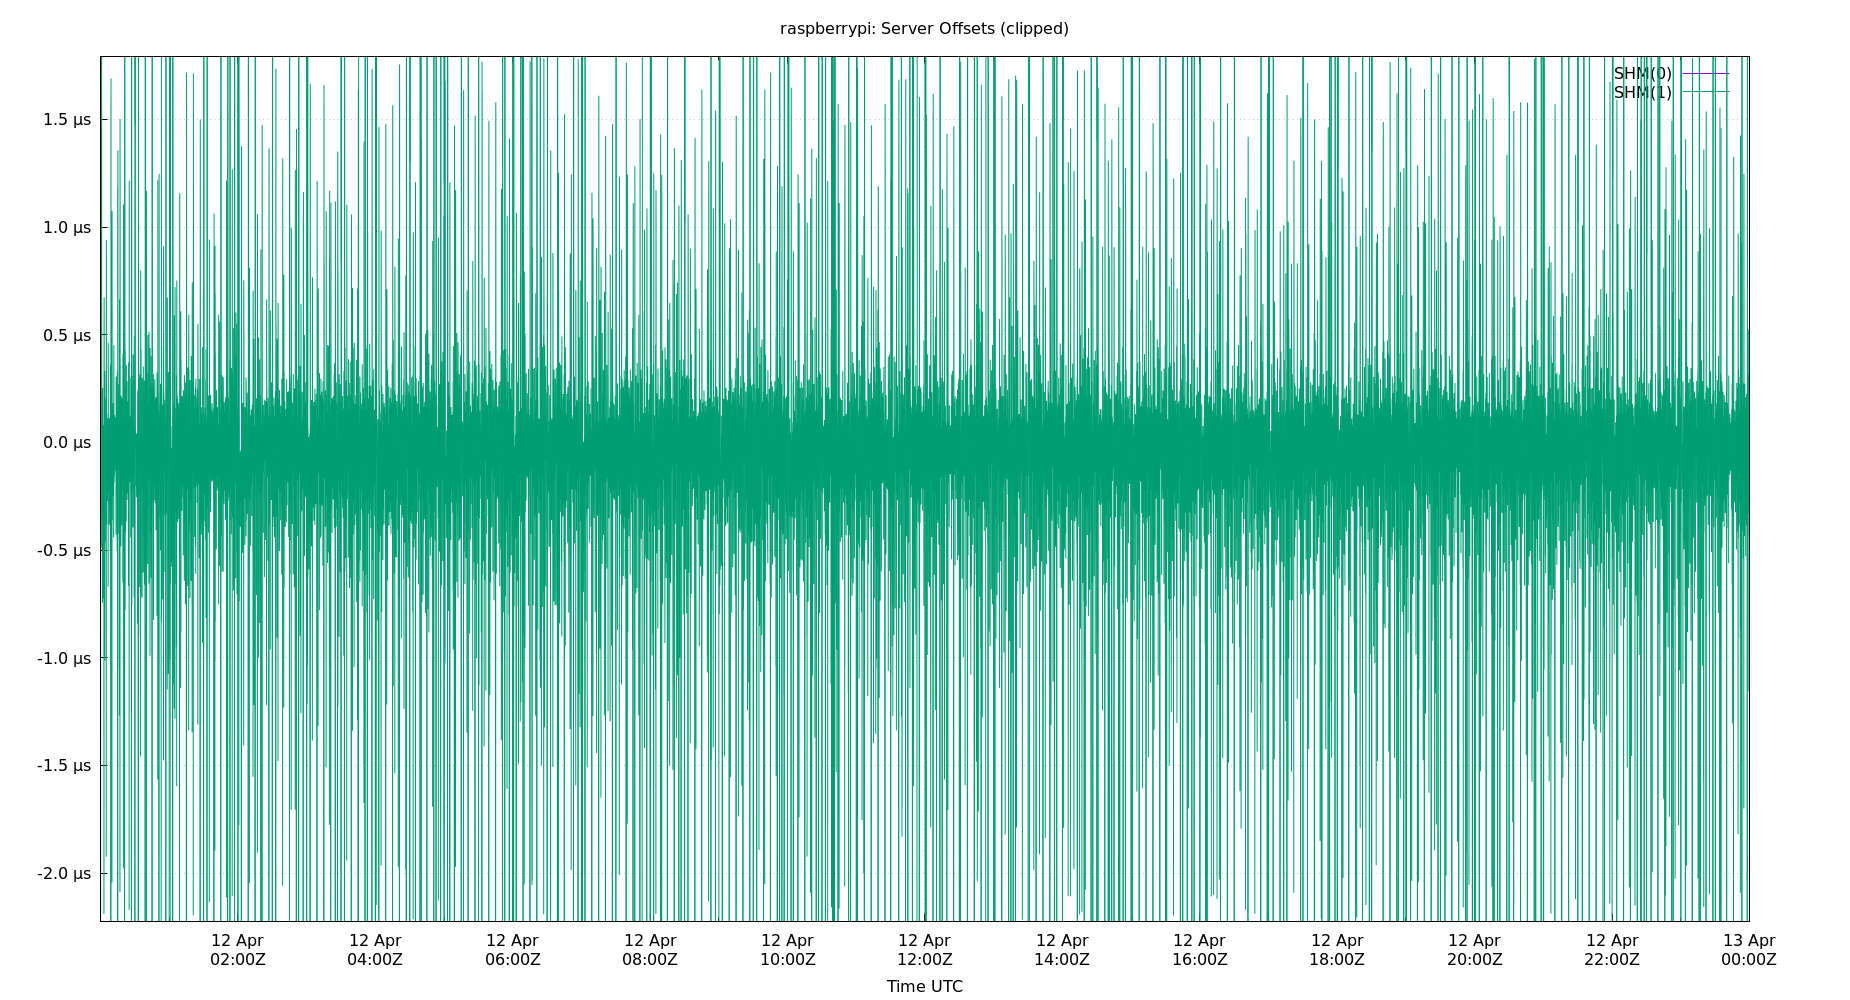 raspberrypi: Server Offsets (clipped)
SHM(0)
SHM(1)
1.5 µs
1.0 µs
0.5 µs
0.0 µs
-0.5 µs
-1.0 µs
-1.5 µs
-2.0 µs
12 Apr 12 Apr 12 Apr 12 Apr 12 Apr 12 Apr 12 Apr 12 Apr 12 Apr 12 Apr 12 Apr 13 Apr
02:00Z 04:00Z 06:00Z 08:00Z 10:00Z 12:00Z 14:00Z 16:00Z 18:00Z 20:00Z 22:00Z 00:00Z
Time UTC